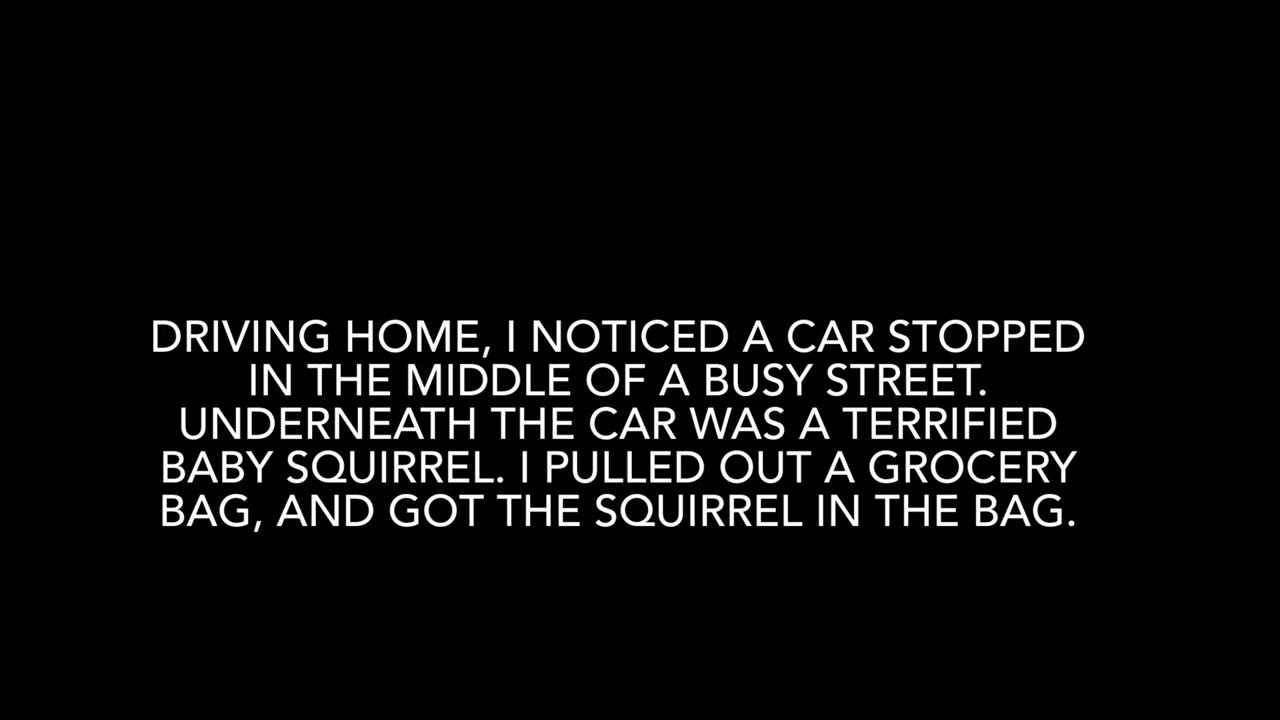 DRIVING HOME, I NOTICED A CAR STOPPED
IN THE MIDDLE OF A BUSY STREET.
UNDERNEATH THE CAR WAS A TERRIFIED
BABY SQUIRREL. I PULLED OUT A GROCERY
BAG, AND GOT THE SQUIRREL IN THE BAG.